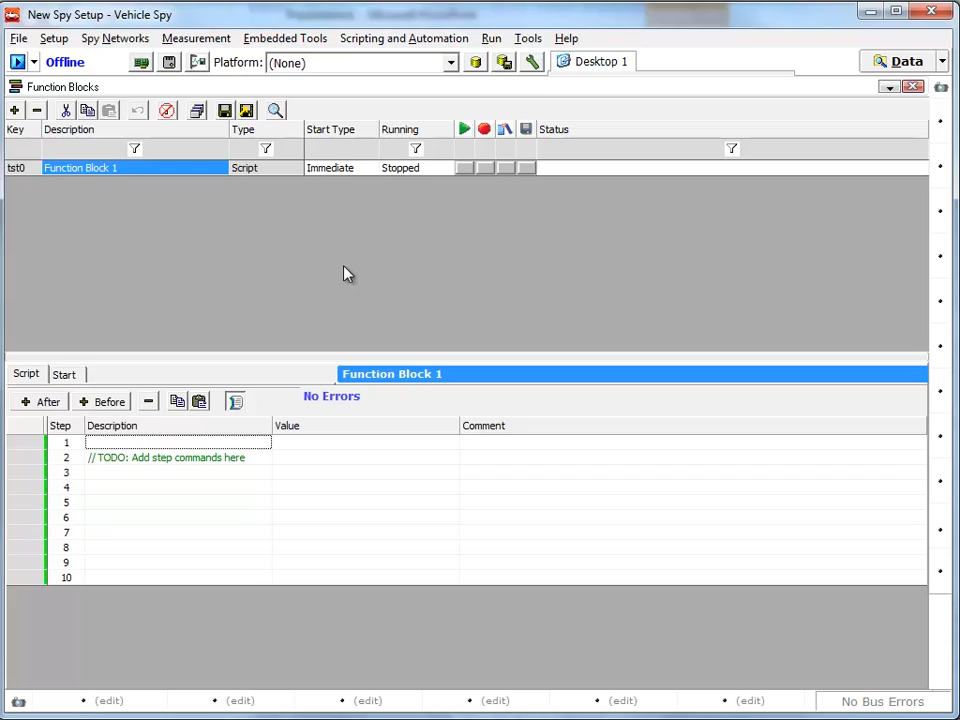 New Spy Setup - Vehicle Spy
File Setup Spy Networks Measurement Embedded Tools Scripting and Automation Run Tools Help
Offline Platform: (None) Desktop 1 Data
Function Blocks
Key Description Type Start Type Running Status
tst0 Function Block 1 Script Immediate Stopped
Script Start Function Block 1
After Before No Errors
Step Description Value Comment
1
2 // TODO: Add step commands here
3
4
5
6
7
8
9
10
(edit) (edit) (edit) (edit) (edit) (edit) No Bus Errors